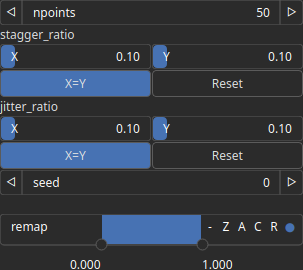 npoints 50
stagger_ratio
X 0.10 Y 0.10
X=Y Reset
jitter_ratio
X 0.10 Y 0.10
X=Y Reset
seed 0
remap - Z A C R
0.000 1.000